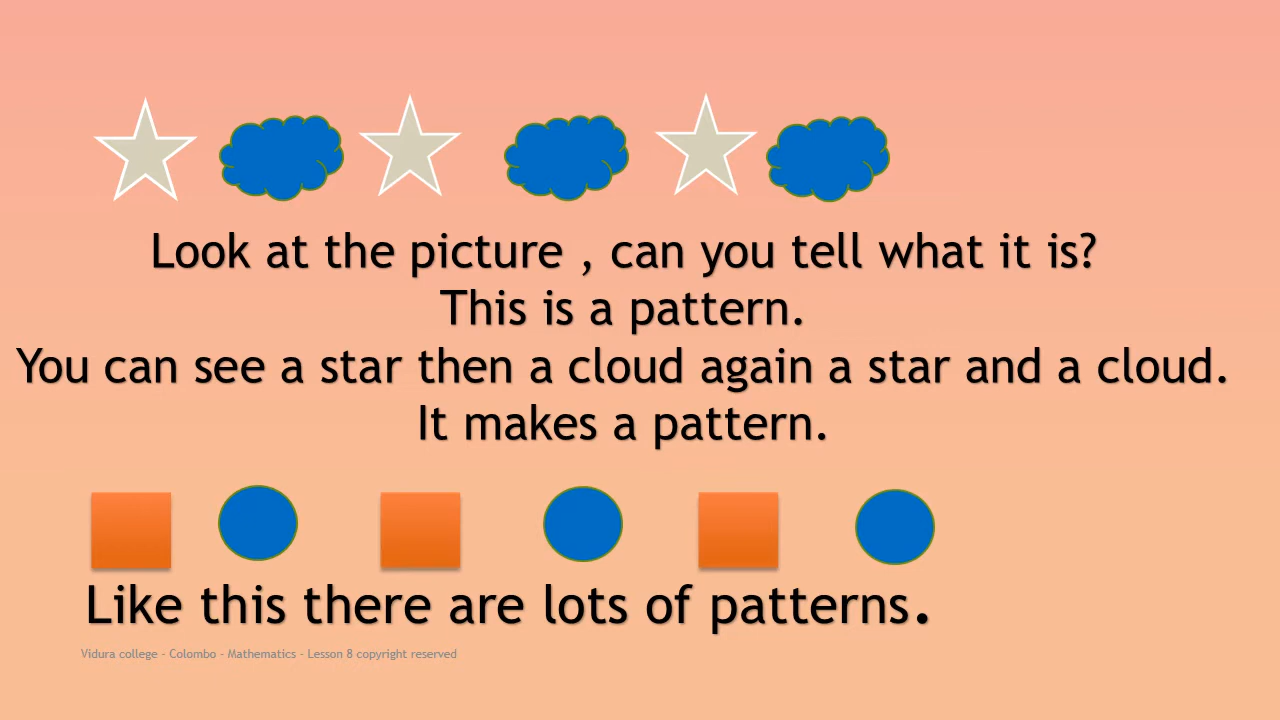 Look at the picture , can you tell what it is?
This is a pattern.
You can see a star then a cloud again a star and a cloud.
It makes a pattern.
Like this there are lots of patterns.
Vidura college - Colombo - Mathematics - Lesson 8 copyright reserved